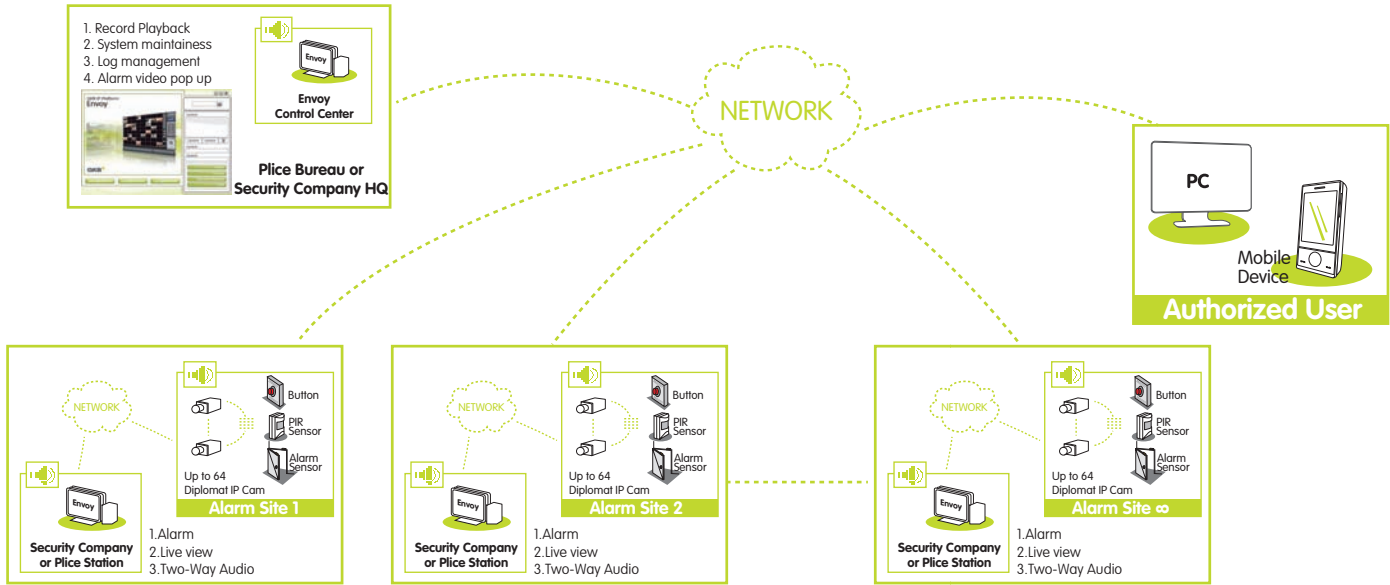 1. Record Playback
2. System maintainess
3. Log management
4. Alarm video pop up
Envoy
Envoy
Envoy
Control Center
Plice Bureau or
Security Company HQ
NETWORK
PC
Mobile
Device
Authorized User
NETWORK
Button
PIR
Sensor
Alarm
Sensor
Up to 64
Diplomat IP Cam
Alarm Site 1
Envoy
Security Company
or Plice Station
1.Alarm
2.Live view
3.Two-Way Audio
NETWORK
Button
PIR
Sensor
Alarm
Sensor
Up to 64
Diplomat IP Cam
Alarm Site 2
Envoy
Security Company
or Plice Station
1.Alarm
2.Live view
3.Two-Way Audio
NETWORK
Button
PIR
Sensor
Alarm
Sensor
Up to 64
Diplomat IP Cam
Alarm Site ∞
Envoy
Security Company
or Plice Station
1.Alarm
2.Live view
3.Two-Way Audio